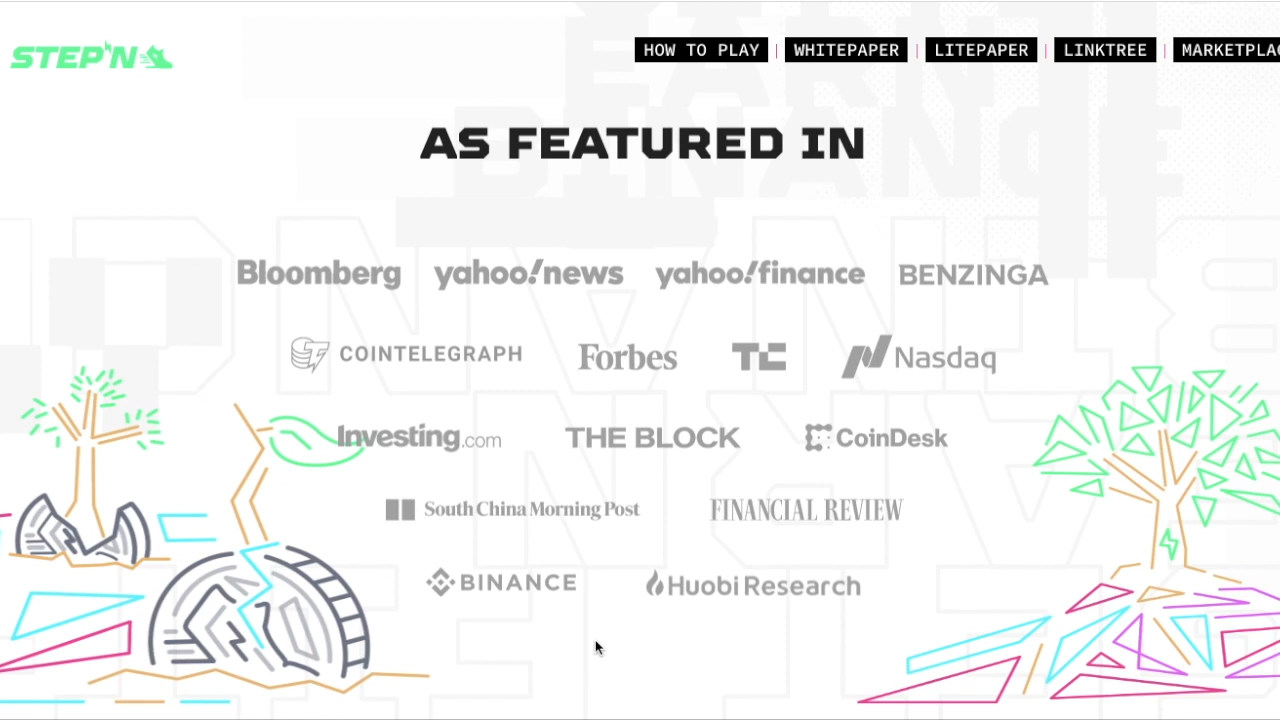 STEP'N HOW TO PLAY | WHITEPAPER | LITEPAPER | LINKTREE | MARKETPLAC
AS FEATURED IN
Bloomberg yahoo!news yahoo!finance BENZINGA
COINTELEGRAPH Forbes TC Nasdaq
Investing.com THE BLOCK CoinDesk
South China Morning Post FINANCIAL REVIEW
BINANCE Huobi Research